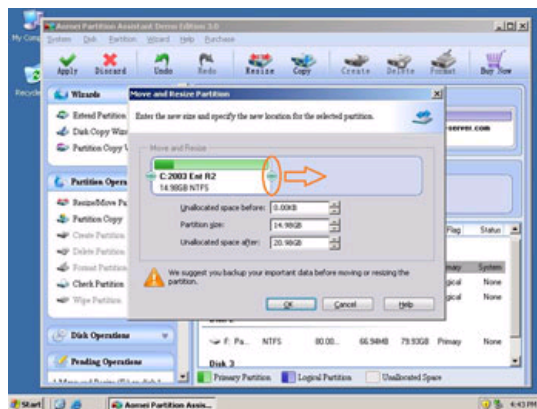 Aomei Partition Assistant Demo Edition 3.0
My Comp
System Disk Partition Wizard Help Purchase
Apply Discard Undo Redo Resize Copy Create Delete Format Buy Now
Recycle
Wizards
Extend Partition
Disk Copy Wiz
Partition Copy
Move and Resize Partition
Enter the new size and specify the new location for the selected partition.
-server.com
Move and Resize
C:2003 Ent R2
14.98GB NTFS
Unallocated space before: 0.00KB
Partition size: 14.98GB
Unallocated space after: 20.98GB
We suggest you backup your important data before moving or resizing the partition.
OK Cancel Help
Partition Opera
Resize/Move Pa
Partition Copy
Create Partition
Delete Partition
Format Partition
Check Partition
Wipe Partition
Flag Status
mary System
gical None
gical None
Disk Operations
F: Pa... NTFS 80.00... 66.94MB 79.93GB Primary None
Pending Operations
Disk 3
Primary Partition Logical Partition Unallocated Space
Start
Aomei Partition Assis...
4:43 PM